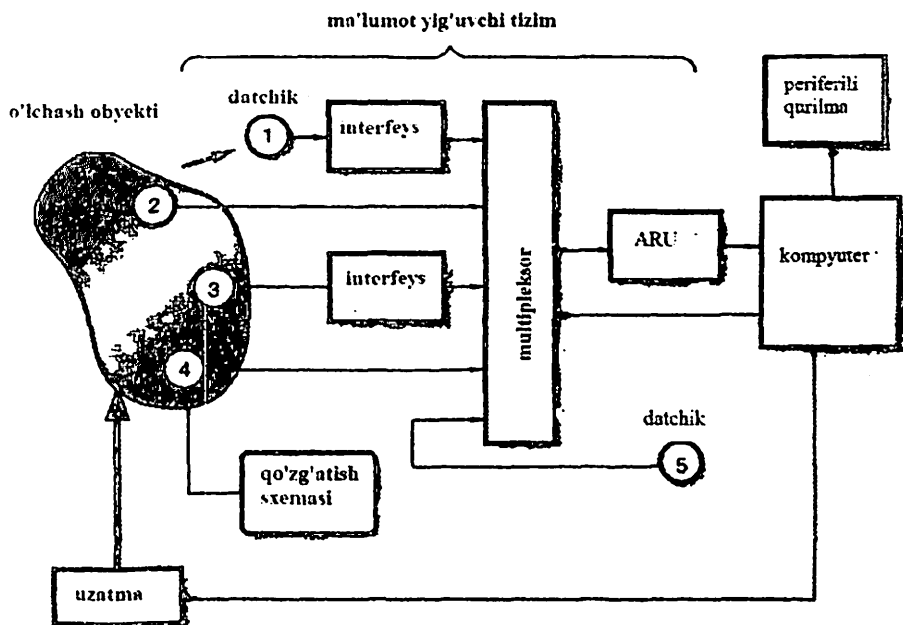 ma'lumot yig'uvchi tizim
o'lchash obyekti
datchik
1
interfeys
periferili
qurilma
2
multipleksor
ARU
kompyuter
3
interfeys
4
datchik
5
qo'zg'atish
sxemasi
uzatma